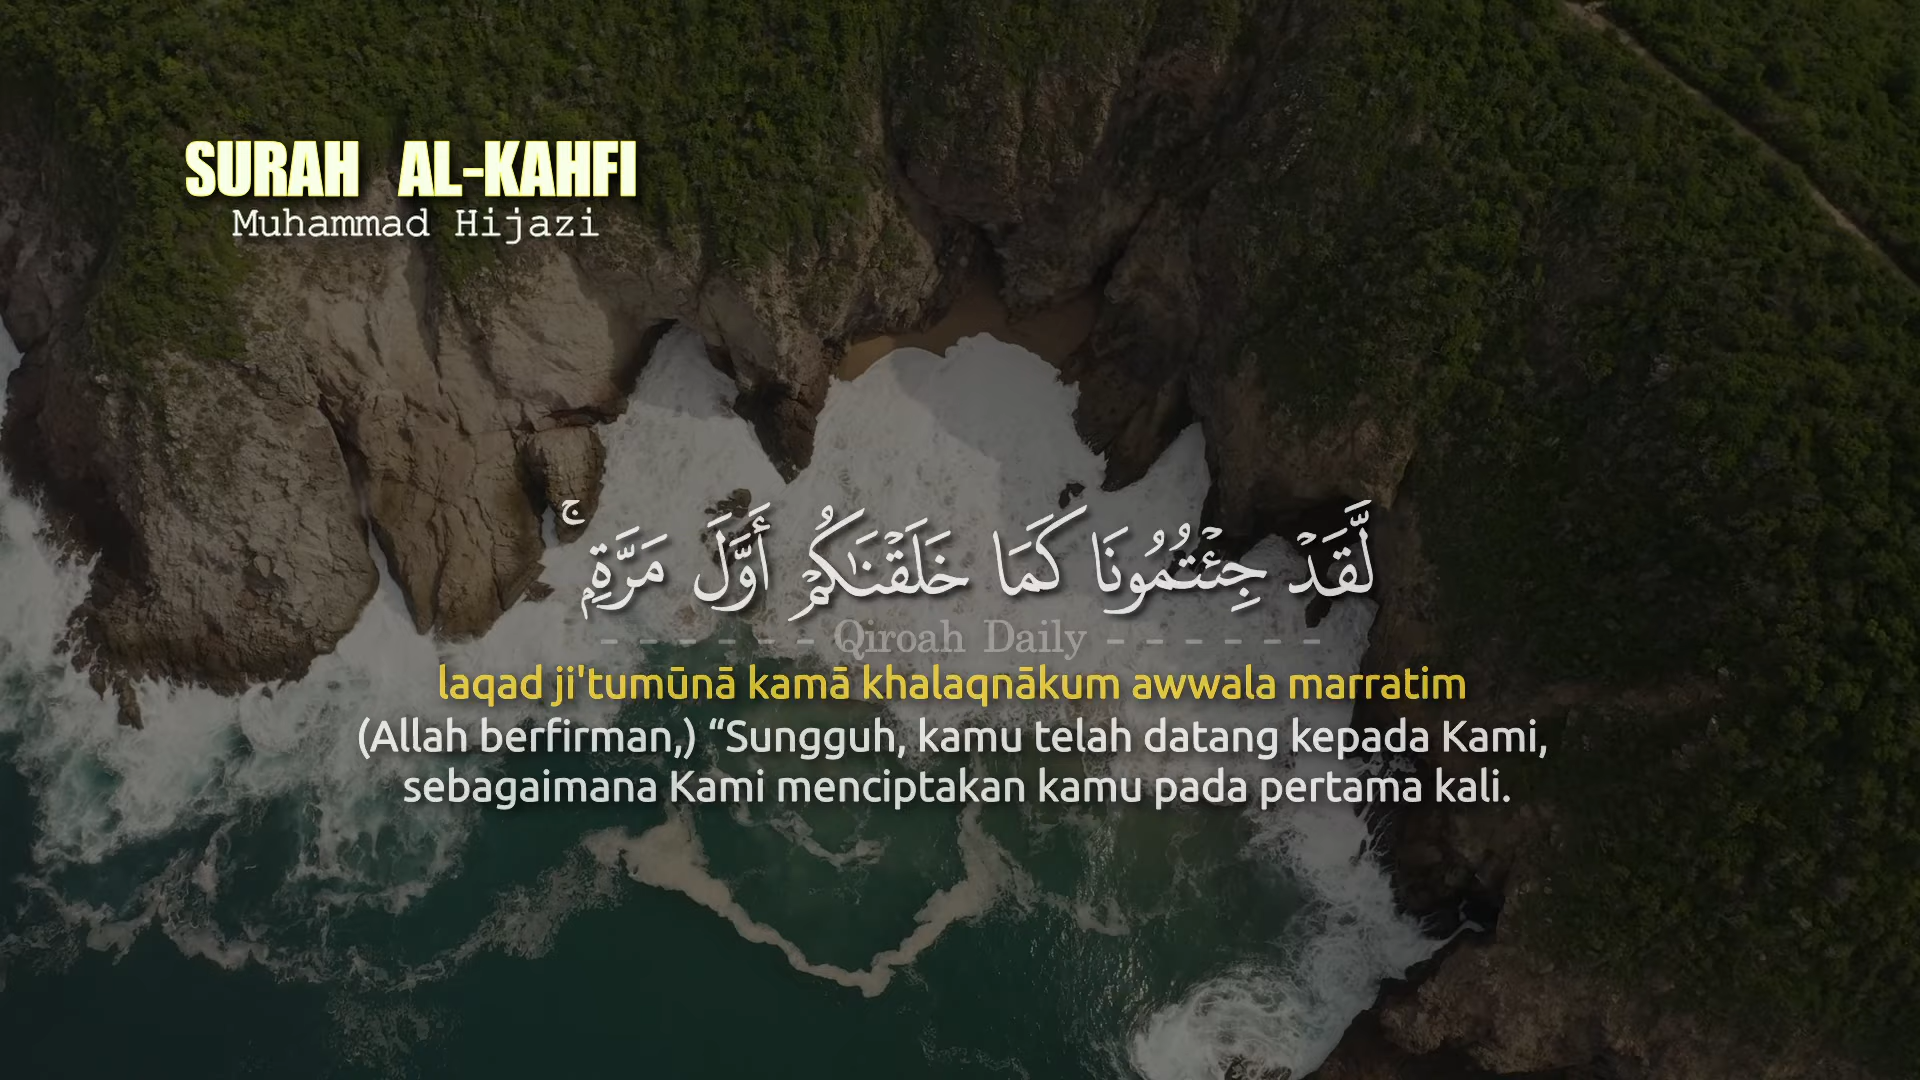 SURAH AL-KAHFI
Muhammad Hijazi
لَّقَدْ جِئْتُمُونَا كَمَا خَلَقْنَٰكُمْ أَوَّلَ مَرَّةٍۭ ۚ
- - - - - - Qiroah Daily - - - - - -
laqad ji'tumūnā kamā khalaqnākum awwala marratim
(Allah berfirman,) “Sungguh, kamu telah datang kepada Kami,
sebagaimana Kami menciptakan kamu pada pertama kali.